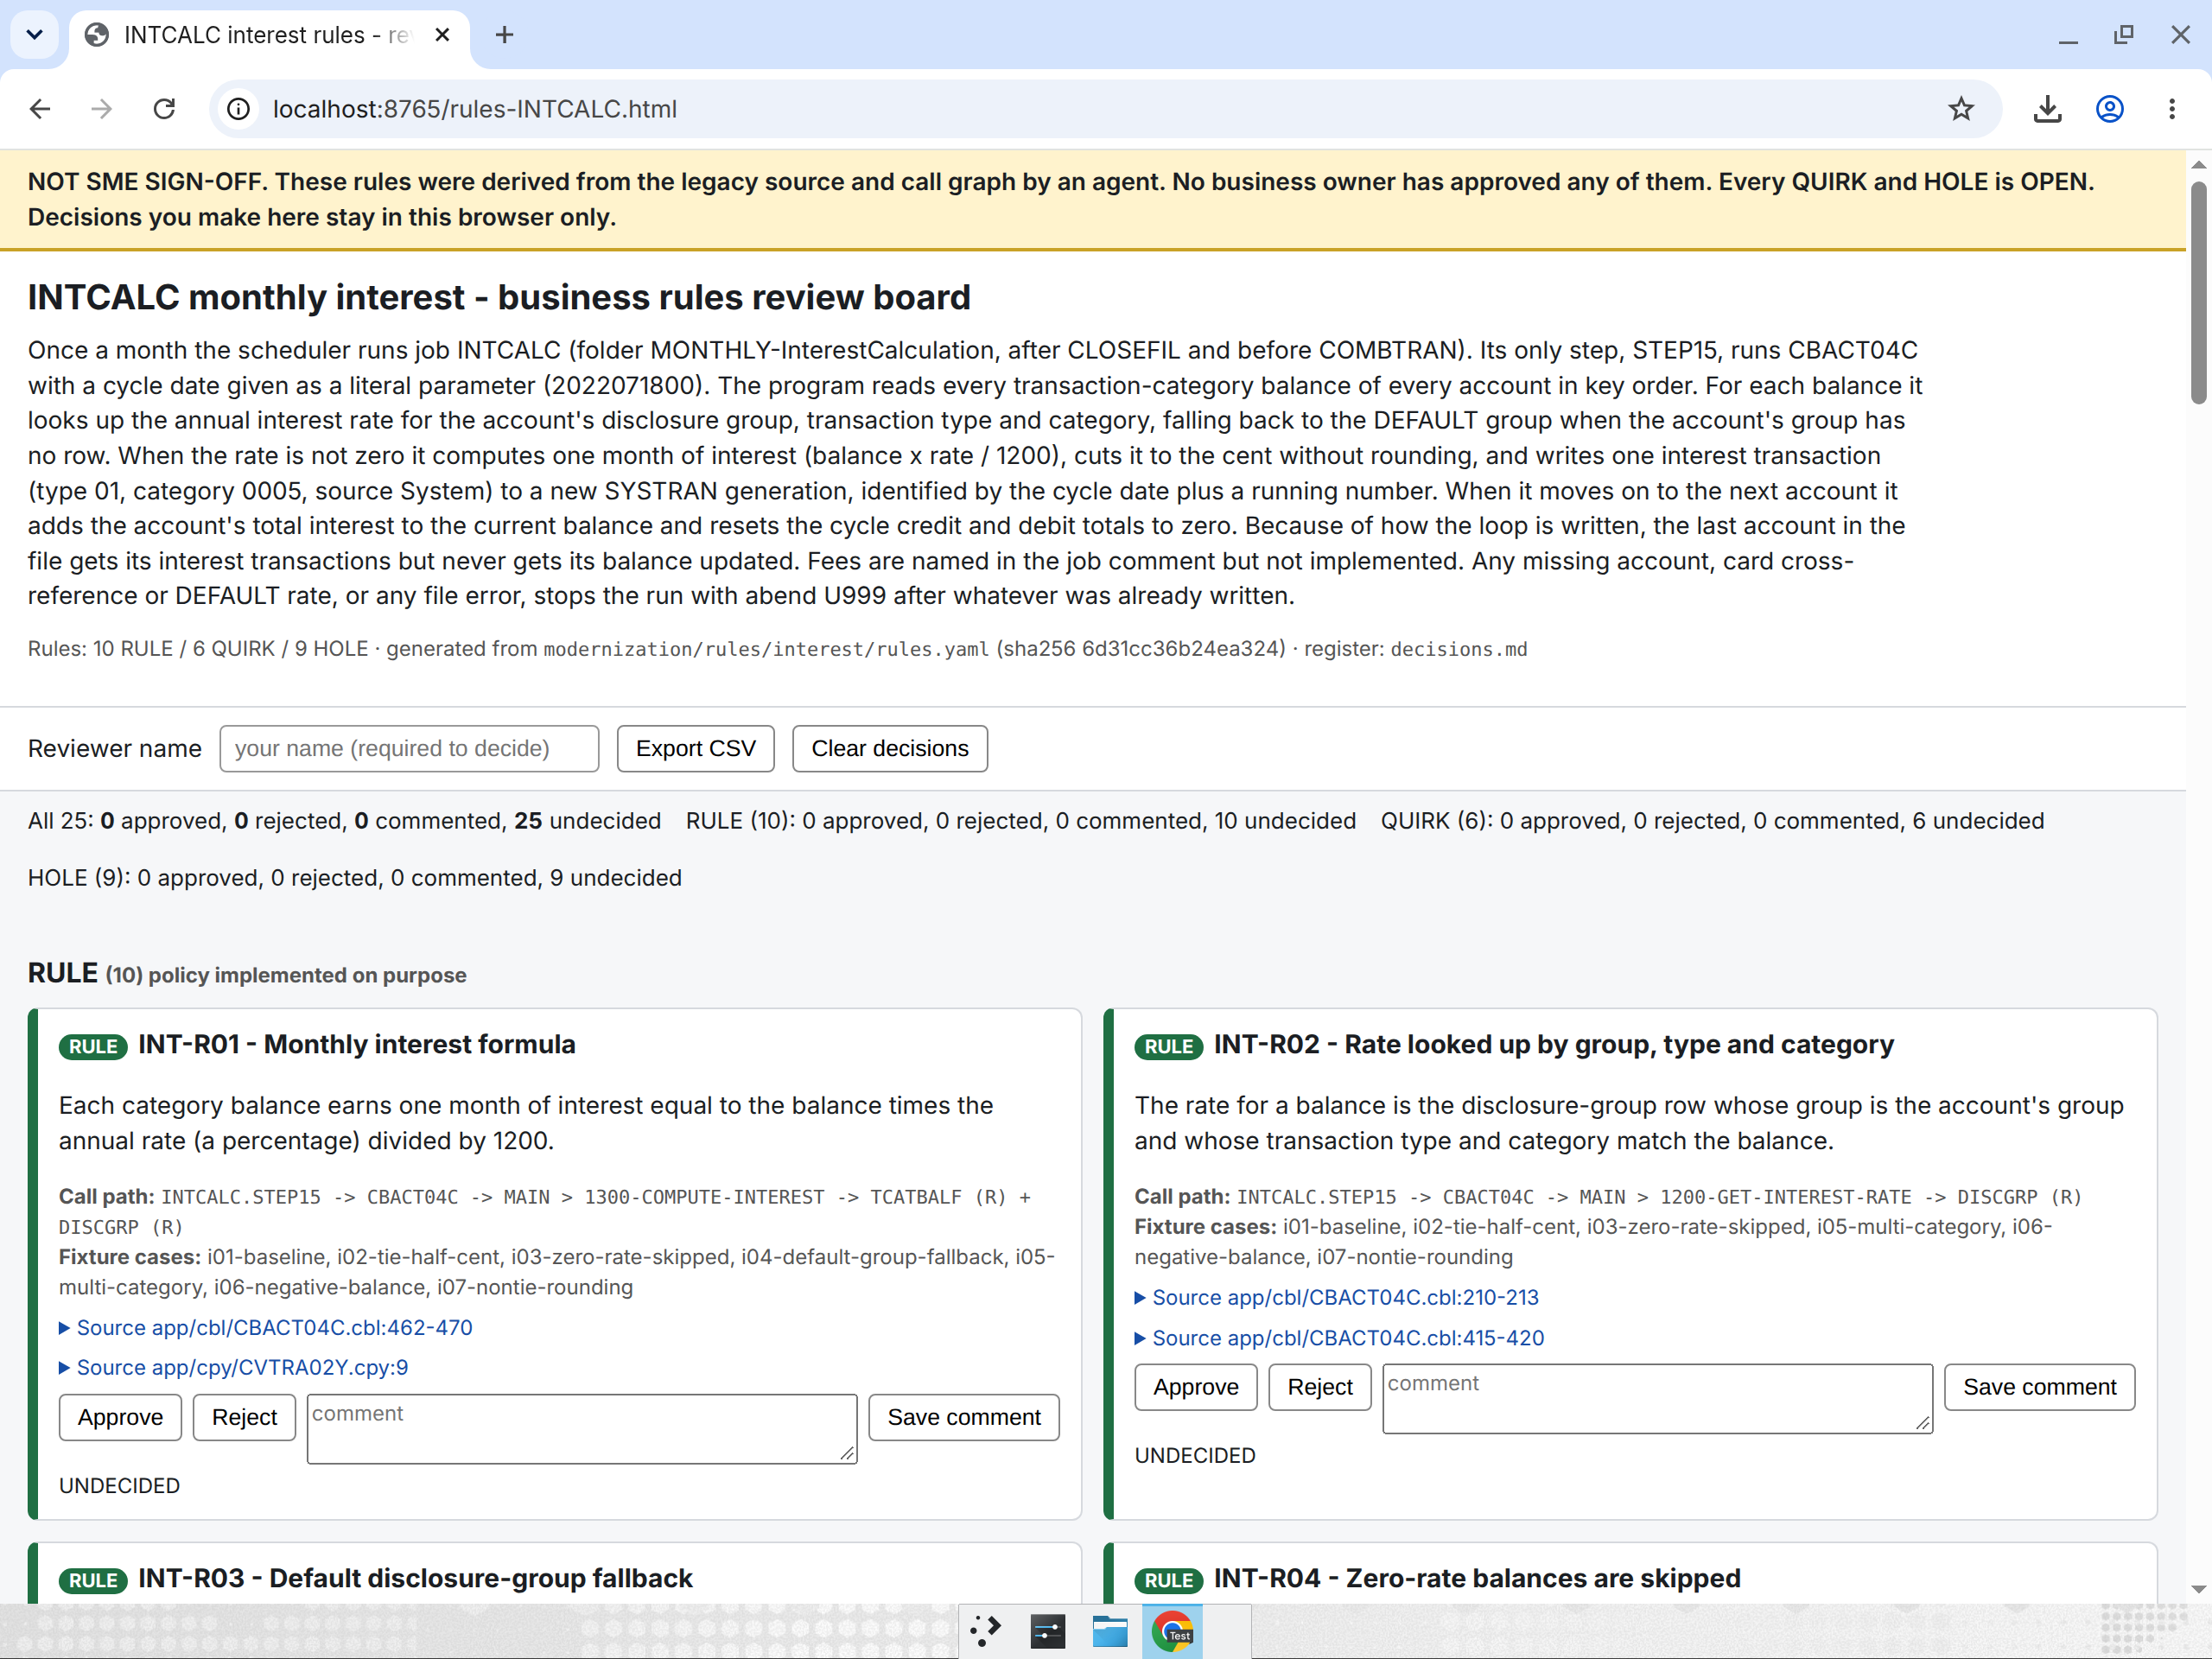 INTCALC interest rules - re
localhost:8765/rules-INTCALC.html
NOT SME SIGN-OFF. These rules were derived from the legacy source and call graph by an agent. No business owner has approved any of them. Every QUIRK and HOLE is OPEN.
Decisions you make here stay in this browser only.
INTCALC monthly interest - business rules review board
Once a month the scheduler runs job INTCALC (folder MONTHLY-InterestCalculation, after CLOSEFIL and before COMBTRAN). Its only step, STEP15, runs CBACT04C
with a cycle date given as a literal parameter (2022071800). The program reads every transaction-category balance of every account in key order. For each balance it
looks up the annual interest rate for the account's disclosure group, transaction type and category, falling back to the DEFAULT group when the account's group has
no row. When the rate is not zero it computes one month of interest (balance x rate / 1200), cuts it to the cent without rounding, and writes one interest transaction
(type 01, category 0005, source System) to a new SYSTRAN generation, identified by the cycle date plus a running number. When it moves on to the next account it
adds the account's total interest to the current balance and resets the cycle credit and debit totals to zero. Because of how the loop is written, the last account in the
file gets its interest transactions but never gets its balance updated. Fees are named in the job comment but not implemented. Any missing account, card cross-
reference or DEFAULT rate, or any file error, stops the run with abend U999 after whatever was already written.
Rules: 10 RULE / 6 QUIRK / 9 HOLE · generated from modernization/rules/interest/rules.yaml (sha256 6d31cc36b24ea324) · register: decisions.md
Reviewer name your name (required to decide) Export CSV Clear decisions
All 25: 0 approved, 0 rejected, 0 commented, 25 undecided RULE (10): 0 approved, 0 rejected, 0 commented, 10 undecided QUIRK (6): 0 approved, 0 rejected, 0 commented, 6 undecided
HOLE (9): 0 approved, 0 rejected, 0 commented, 9 undecided
RULE (10) policy implemented on purpose
RULE INT-R01 - Monthly interest formula
Each category balance earns one month of interest equal to the balance times the
annual rate (a percentage) divided by 1200.
Call path: INTCALC.STEP15 -> CBACT04C -> MAIN > 1300-COMPUTE-INTEREST -> TCATBALF (R) +
DISCGRP (R)
Fixture cases: i01-baseline, i02-tie-half-cent, i03-zero-rate-skipped, i04-default-group-fallback, i05-
multi-category, i06-negative-balance, i07-nontie-rounding
Source app/cbl/CBACT04C.cbl:462-470
Source app/cpy/CVTRA02Y.cpy:9
Approve Reject comment Save comment
UNDECIDED
RULE INT-R02 - Rate looked up by group, type and category
The rate for a balance is the disclosure-group row whose group is the account's group
and whose transaction type and category match the balance.
Call path: INTCALC.STEP15 -> CBACT04C -> MAIN > 1200-GET-INTEREST-RATE -> DISCGRP (R)
Fixture cases: i01-baseline, i02-tie-half-cent, i03-zero-rate-skipped, i05-multi-category, i06-
negative-balance, i07-nontie-rounding
Source app/cbl/CBACT04C.cbl:210-213
Source app/cbl/CBACT04C.cbl:415-420
Approve Reject comment Save comment
UNDECIDED
RULE INT-R03 - Default disclosure-group fallback
RULE INT-R04 - Zero-rate balances are skipped
Test